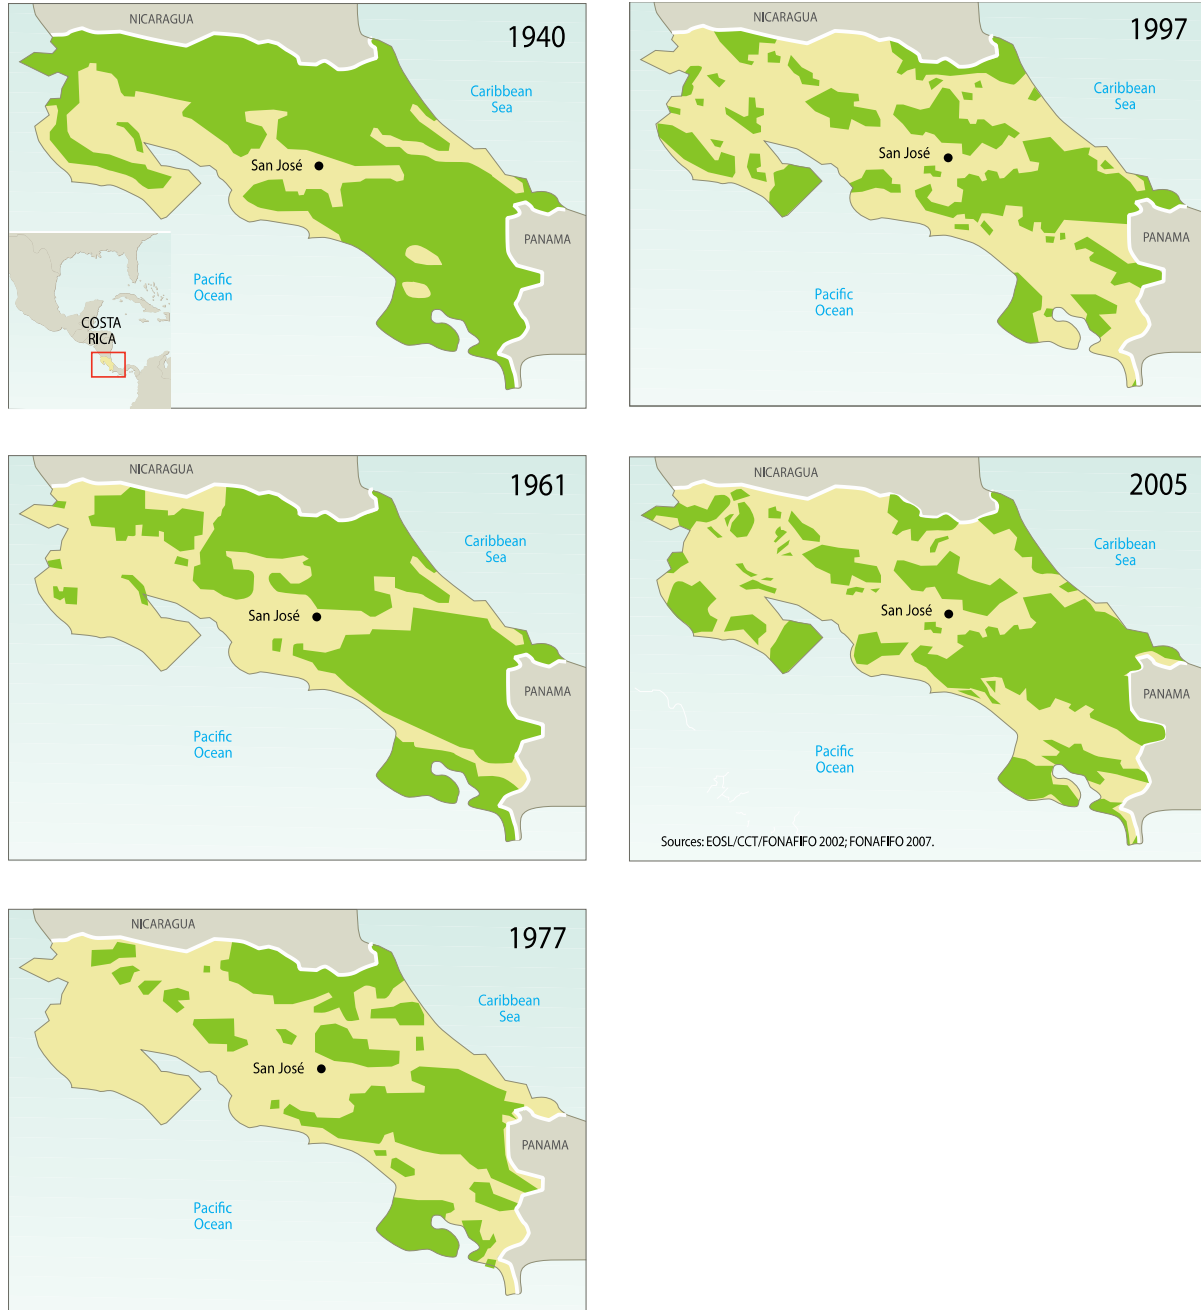 NICARAGUA
1940
Caribbean
Sea
San José
PANAMA
Pacific
Ocean
COSTA
RICA
NICARAGUA
1997
Caribbean
Sea
San José
PANAMA
Pacific
Ocean
NICARAGUA
1961
Caribbean
Sea
San José
PANAMA
Pacific
Ocean
NICARAGUA
2005
Caribbean
Sea
San José
PANAMA
Pacific
Ocean
Sources: EOSL/CCT/FONAFIFO 2002; FONAFIFO 2007.
NICARAGUA
1977
Caribbean
Sea
San José
PANAMA
Pacific
Ocean